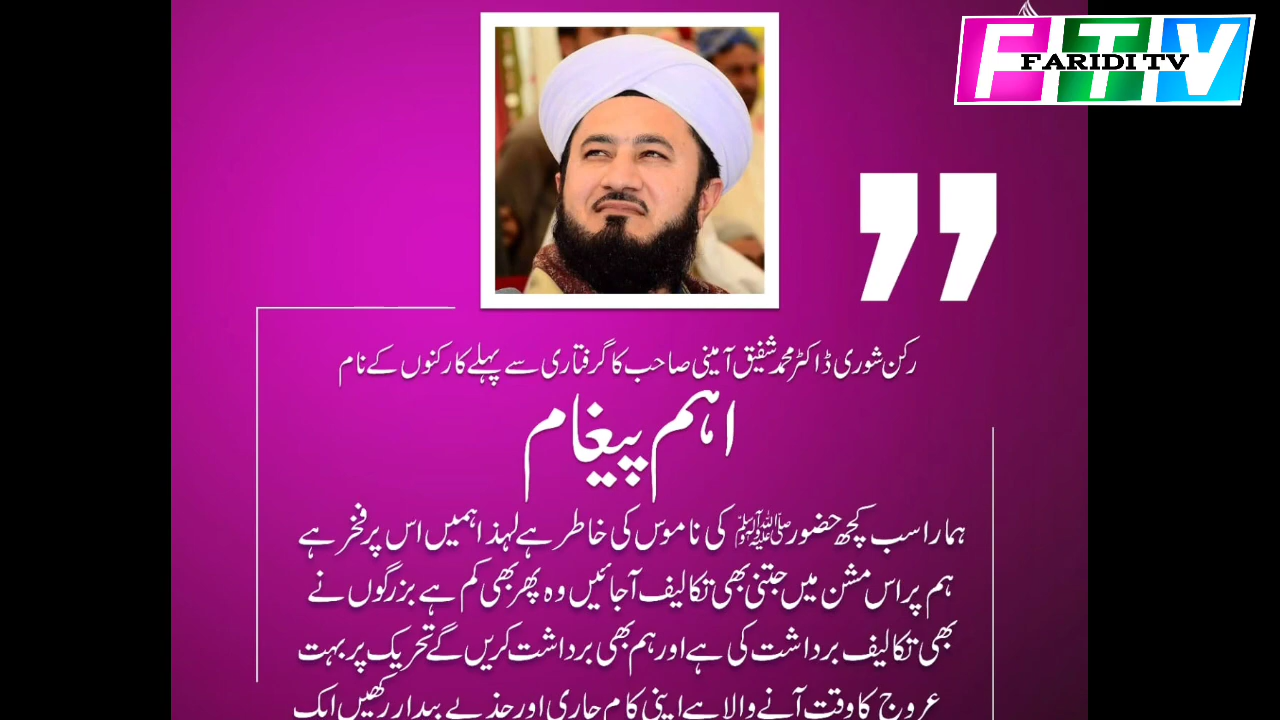 FTV
FARIDI TV
”
رکن شوری ڈاکٹر محمد شفیق آمینی صاحب کا گرفتاری سے پہلے کارکنوں کے نام
اہم پیغام
ہمارا سب کچھ حضور ﷺ کی ناموس کی خاطر ہے لہذا ہمیں اس پر فخر ہے
ہم پر اس مشن میں جتنی بھی تکالیف آجائیں وہ پھر بھی کم ہے بزرگوں نے
بھی تکالیف برداشت کی ہے اور ہم بھی برداشت کریں گے تحریک پر بہت
عروج کا وقت آنے والا ہے اپنی کام جاری اور جذبے بیدار رکھیں ایک